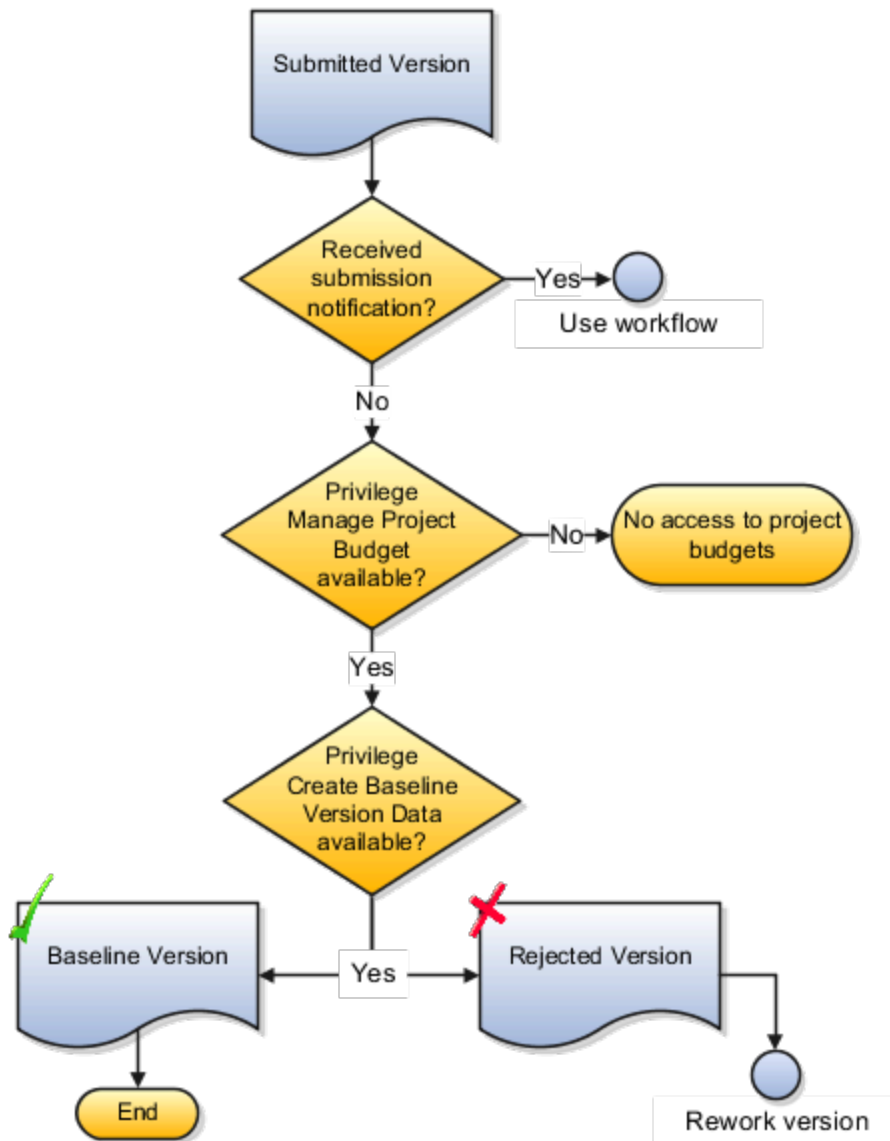 Submitted Version
Received
submission
notification?
Yes
Use workflow
No
Privilege
Manage Project
Budget
available?
No
No access to project
budgets
Yes
Privilege
Create Baseline
Version Data
available?
Baseline Version
Yes
Rejected Version
End
Rework version